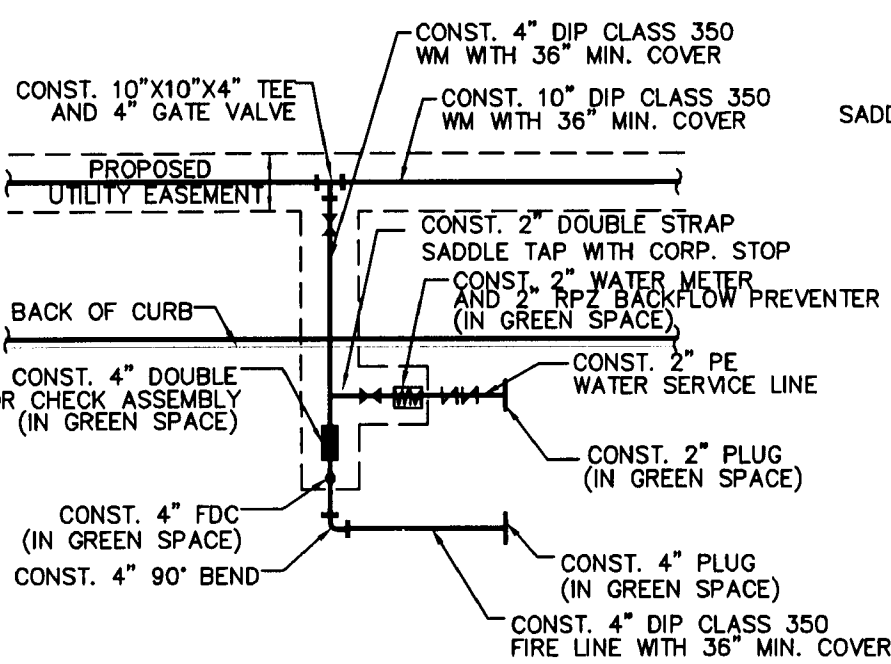 CONST. 4" DIP CLASS 350
WM WITH 36" MIN. COVER
CONST. 10"X10"X4" TEE
AND 4" GATE VALVE
CONST. 10" DIP CLASS 350
WM WITH 36" MIN. COVER
SADD
PROPOSED
UTILITY EASEMENT
CONST. 2" DOUBLE STRAP
SADDLE TAP WITH CORP. STOP
CONST. 2" WATER METER
AND 2" RPZ BACKFLOW PREVENTER
(IN GREEN SPACE)
BACK OF CURB
CONST. 2" PE
WATER SERVICE LINE
CONST. 4" DOUBLE
OR CHECK ASSEMBLY
(IN GREEN SPACE)
WM
CONST. 2" PLUG
(IN GREEN SPACE)
CONST. 4" FDC
(IN GREEN SPACE)
CONST. 4" 90° BEND
CONST. 4" PLUG
(IN GREEN SPACE)
CONST. 4" DIP CLASS 350
FIRE LINE WITH 36" MIN. COVER